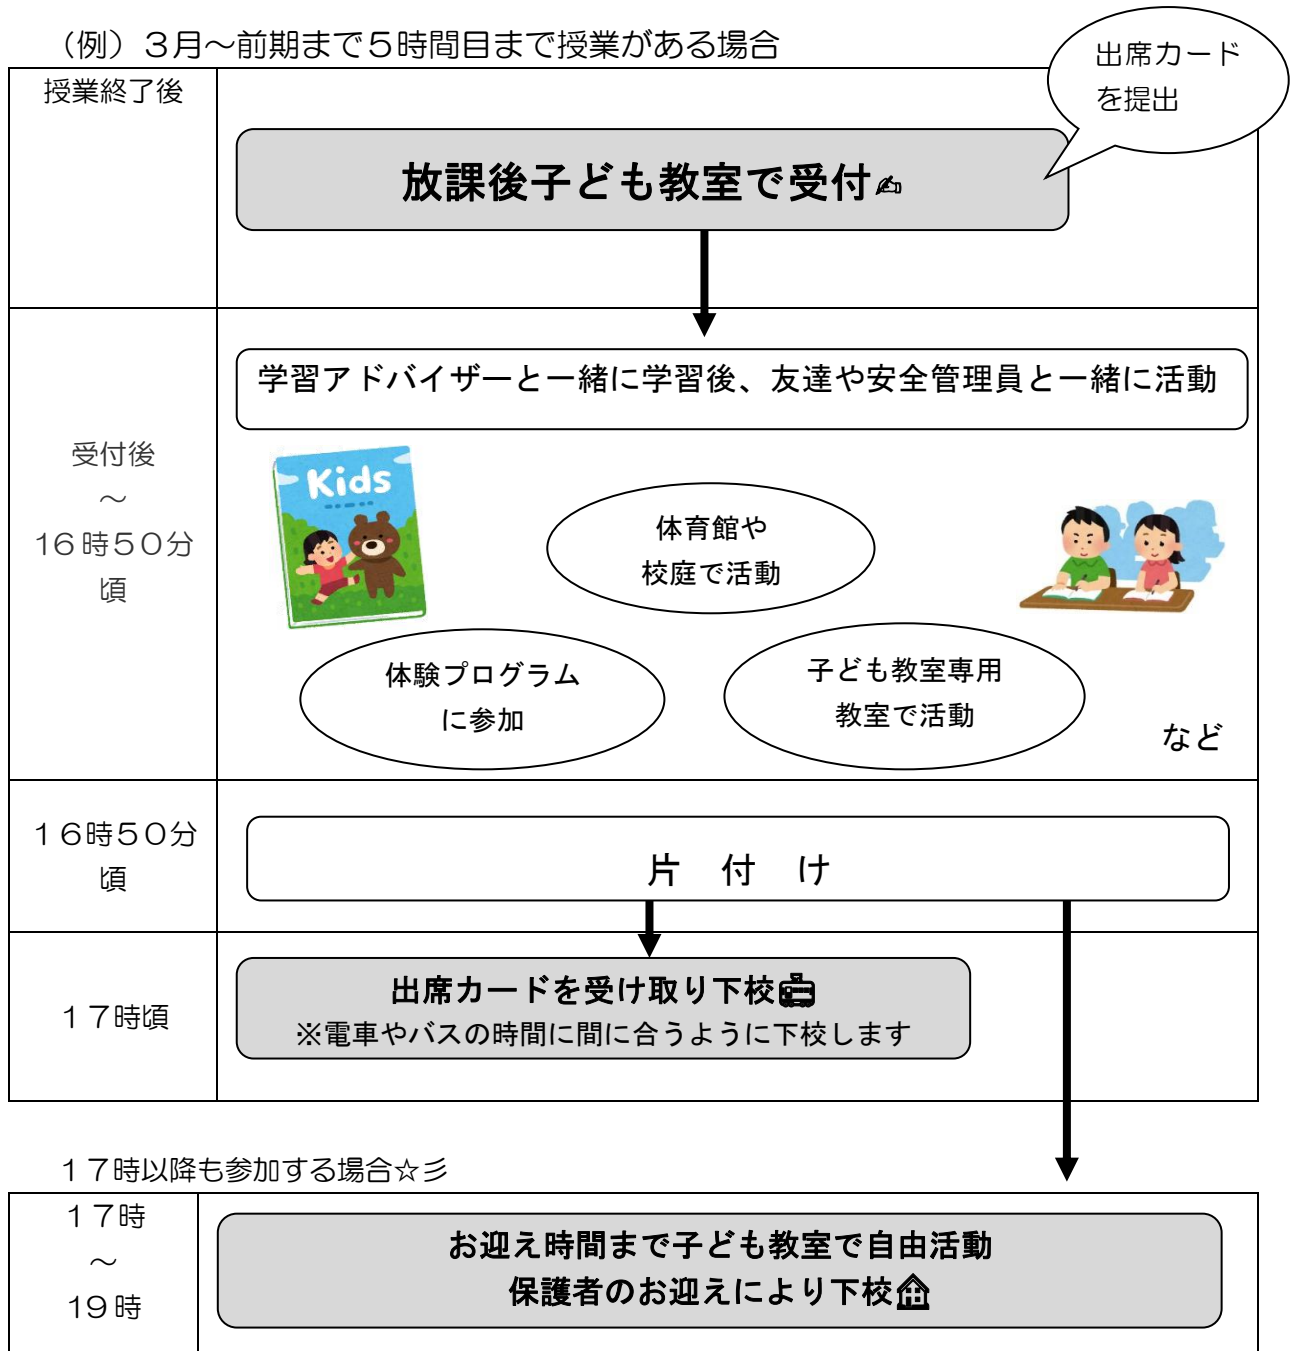 （例）３月～前期まで５時間目まで授業がある場合
出席カード
を提出
授業終了後
放課後子ども教室で受付✍
学習アドバイザーと一緒に学習後、友達や安全管理員と一緒に活動
受付後
～
16時５０分
頃
Kids
体育館や
校庭で活動
体験プログラム
に参加
子ども教室専用
教室で活動
など
１６時５０分
頃
片　付　け
１７時頃
出席カードを受け取り下校🚋
※電車やバスの時間に間に合うように下校します
１７時以降も参加する場合☆彡
１７時
～
19時
お迎え時間まで子ども教室で自由活動
保護者のお迎えにより下校🏠